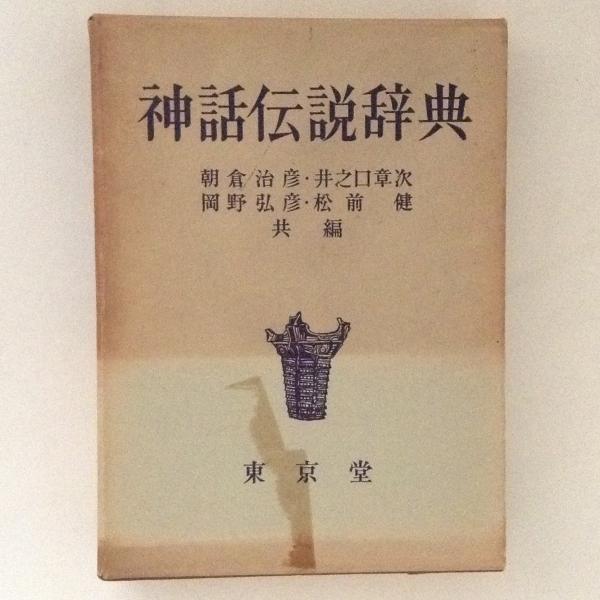 神話伝説辞典
朝倉治彦・井之口章次
岡野弘彦・松前健
共編
東京堂